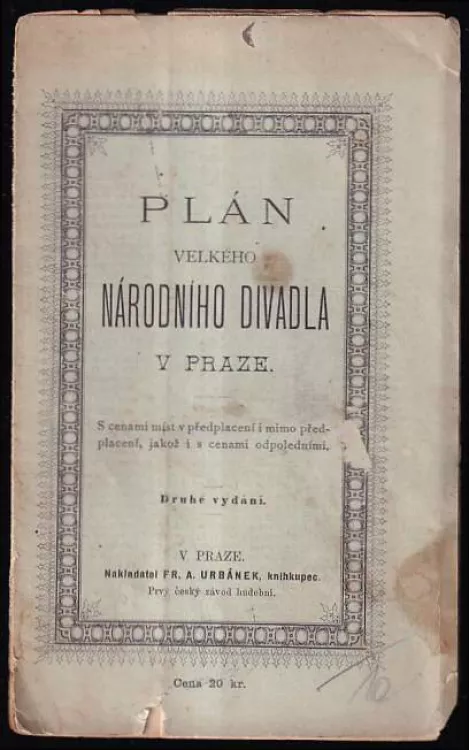 PLÁN
VELKÉHO
NÁRODNÍHO DIVADLA
V PRAZE.
S cenami míst v předplacení i mimo před-
placení, jakož i s cenami odpoledními.
Druhé vydání.
V PRAZE.
Nakladatel FR. A. URBÁNEK, knihkupec.
Prvý český závod hudební.
Cena 20 kr.